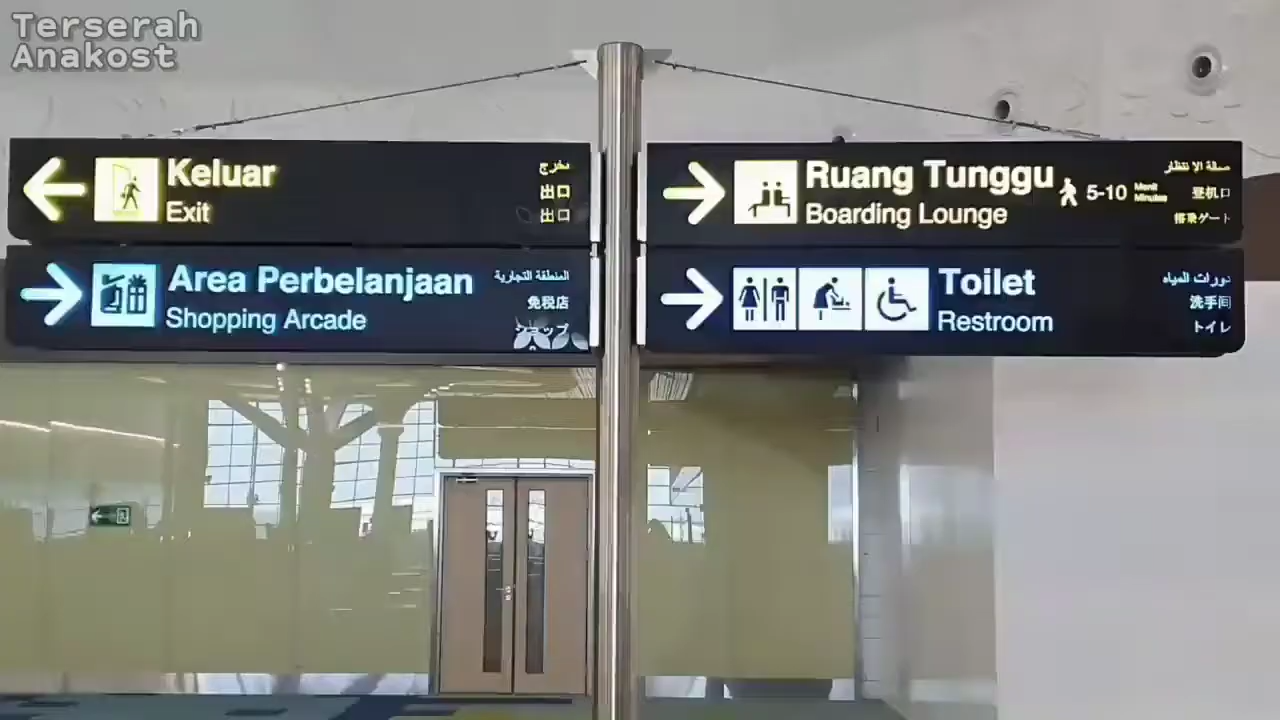 Terserah
Anakost
Keluar
Exit
مخرج
出口
出口
Area Perbelanjaan
Shopping Arcade
المنطقة التجارية
免税店
ショップ
Ruang Tunggu
Boarding Lounge
5-10
Menit
Minutes
صالة الإنتظار
登机口
搭乗ゲート
Toilet
Restroom
دورات المياه
洗手间
トイレ